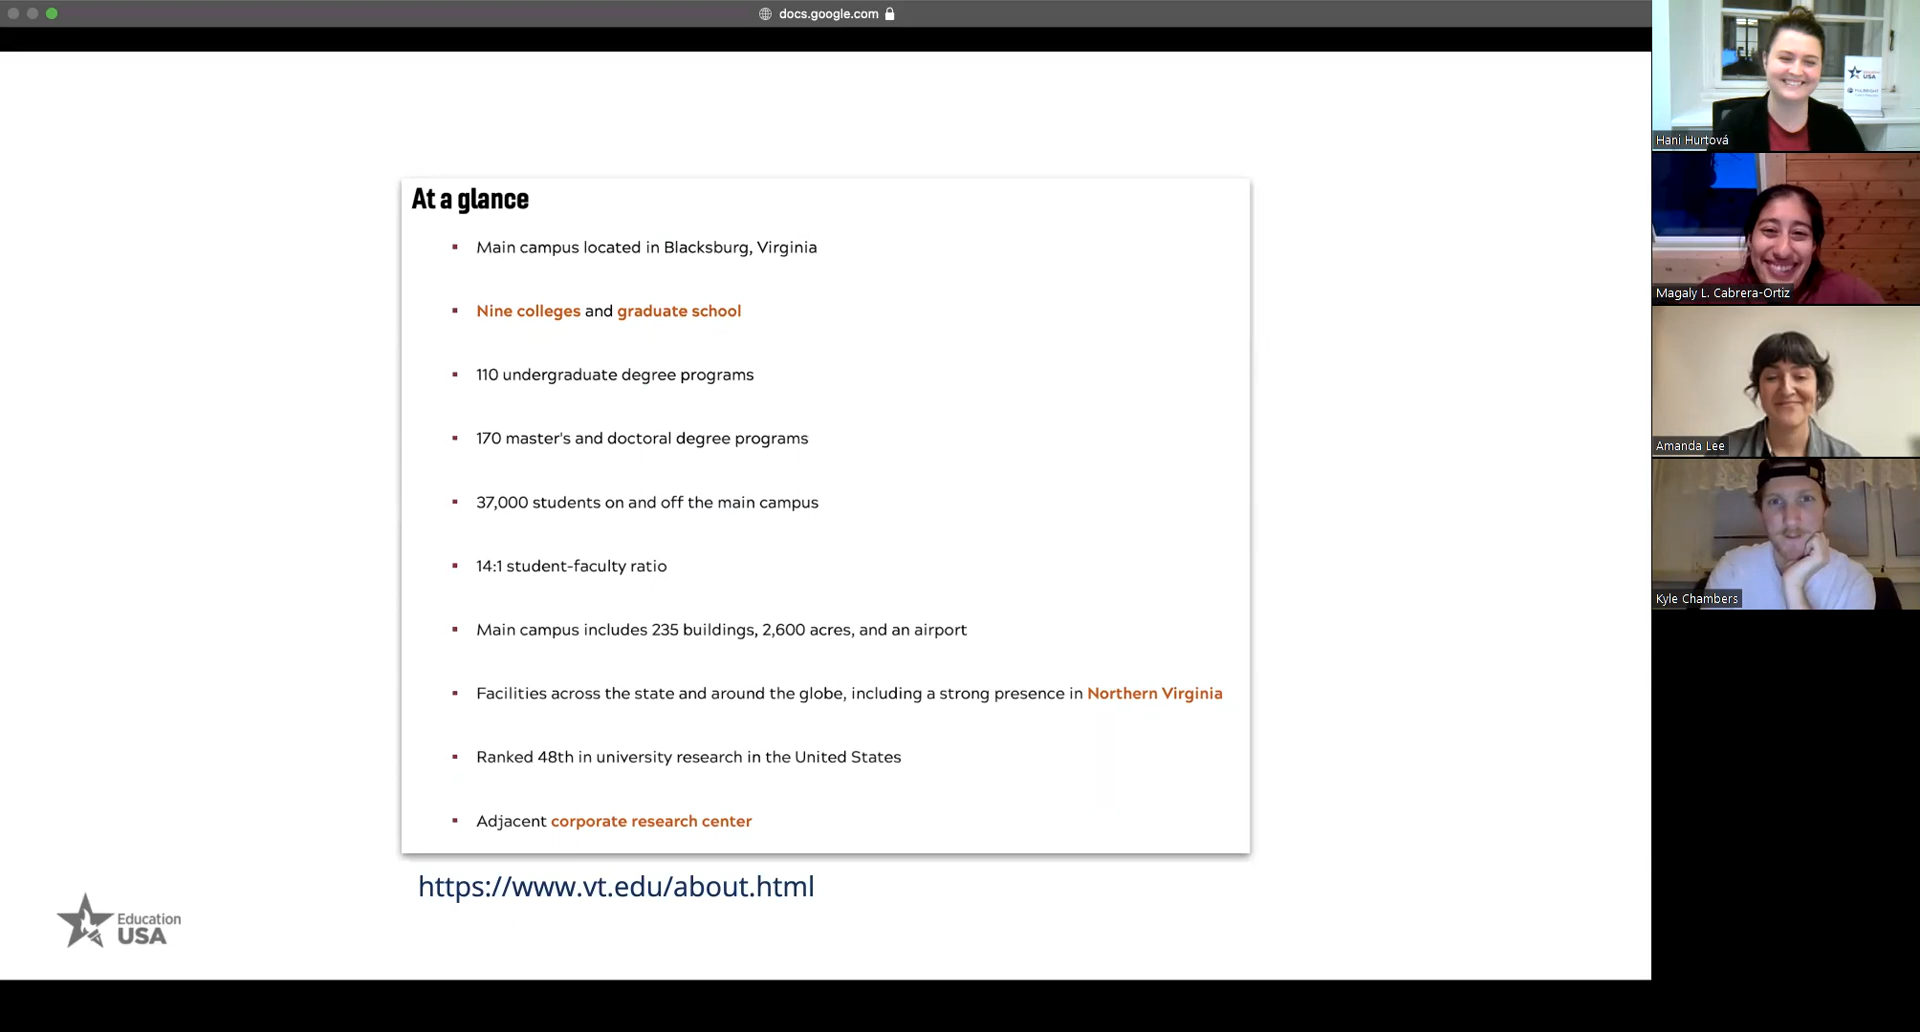 docs.google.com
At a glance
Main campus located in Blacksburg, Virginia
Nine colleges and graduate school
110 undergraduate degree programs
170 master's and doctoral degree programs
37,000 students on and off the main campus
14:1 student-faculty ratio
Main campus includes 235 buildings, 2,600 acres, and an airport
Facilities across the state and around the globe, including a strong presence in Northern Virginia
Ranked 48th in university research in the United States
Adjacent corporate research center
https://www.vt.edu/about.html
Education
USA
USA
Hani Hurtová
Magaly L. Cabrera-Ortiz
Amanda Lee
Kyle Chambers